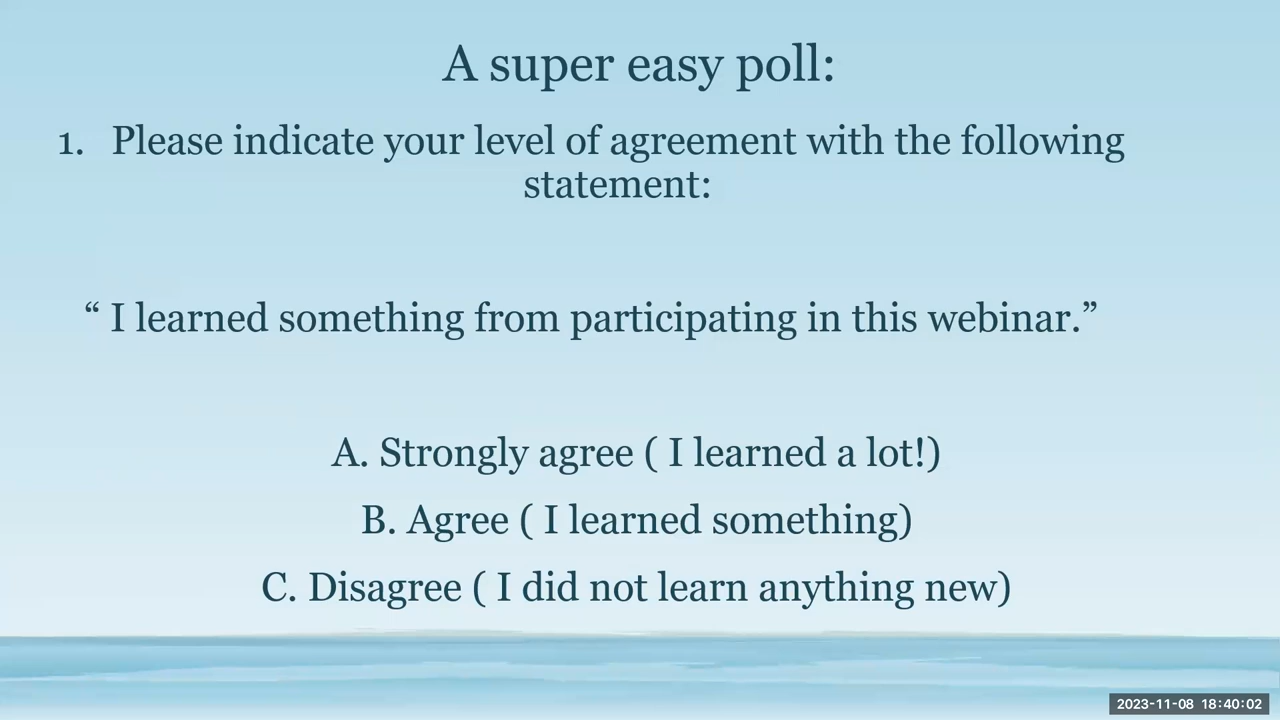 A super easy poll:
1. Please indicate your level of agreement with the following
statement:
“ I learned something from participating in this webinar.”
A. Strongly agree ( I learned a lot!)
B. Agree ( I learned something)
C. Disagree ( I did not learn anything new)
2023-11-08 18:40:02